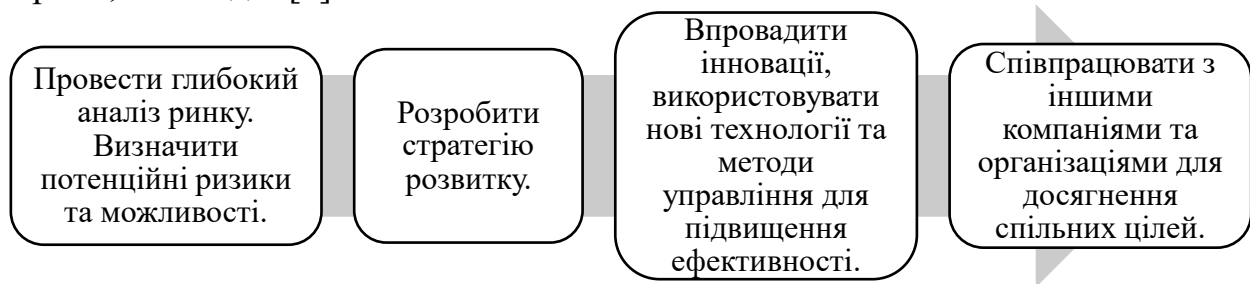 Провести глибокий
аналіз ринку.
Визначити
потенційні ризики
та можливості.
Розробити
стратегію
розвитку.
Впровадити
інновації,
використовувати
нові технології та
методи
управління для
підвищення
ефективності.
Співпрацювати з
іншими
компаніями та
організаціями для
досягнення
спільних цілей.